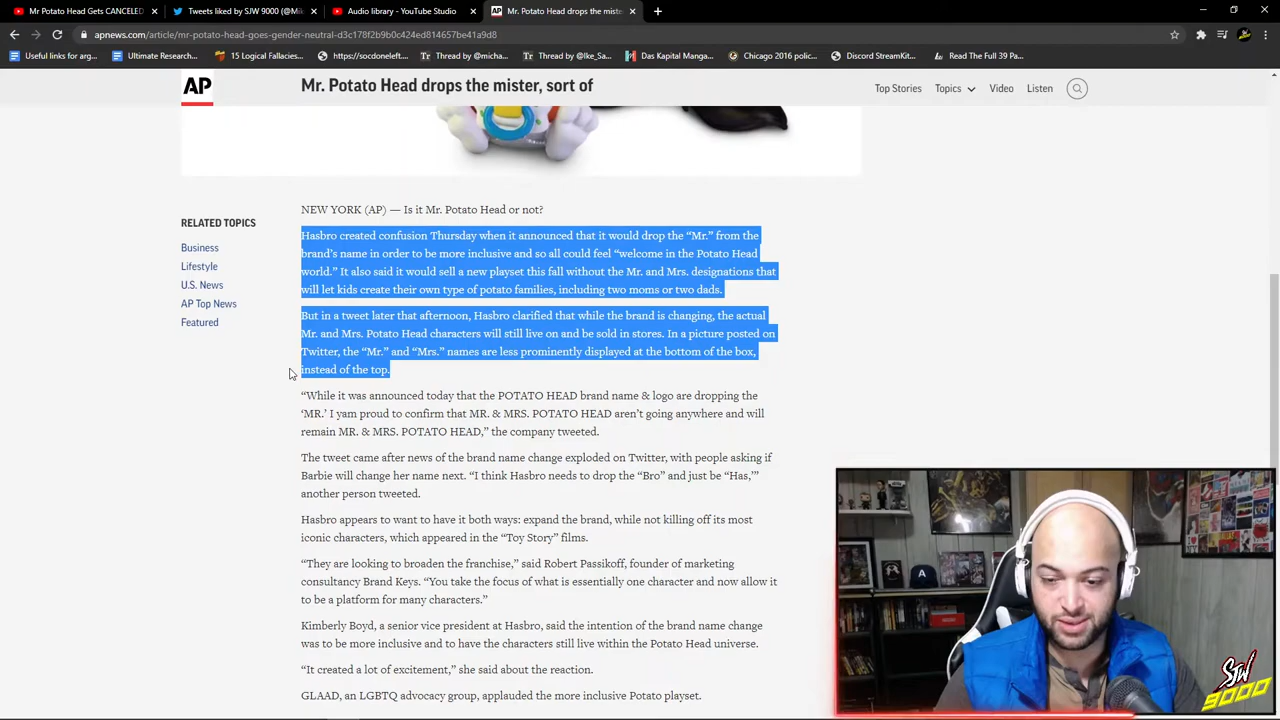 Mr Potato Head Gets CANCELED
Tweets liked by SJW 9000 (@Mik
Audio library - YouTube Studio
Mr. Potato Head drops the miste
apnews.com/article/mr-potato-head-goes-gender-neutral-d3c178f2b9b0c424ed814657be41a9d8
Useful links for arg...
Ultimate Research...
15 Logical Fallacies...
https://socdoneleft....
Thread by @micha...
Thread by @Ike_Sa...
Das Kapital Manga...
Chicago 2016 polic...
Discord StreamKit...
Read The Full 39 Pa...
AP
Mr. Potato Head drops the mister, sort of
Top Stories
Topics
Video
Listen
RELATED TOPICS
Business
Lifestyle
U.S. News
AP Top News
Featured
NEW YORK (AP) — Is it Mr. Potato Head or not?
Hasbro created confusion Thursday when it announced that it would drop the “Mr.” from the
brand’s name in order to be more inclusive and so all could feel “welcome in the Potato Head
world.” It also said it would sell a new playset this fall without the Mr. and Mrs. designations that
will let kids create their own type of potato families, including two moms or two dads.
But in a tweet later that afternoon, Hasbro clarified that while the brand is changing, the actual
Mr. and Mrs. Potato Head characters will still live on and be sold in stores. In a picture posted on
Twitter, the “Mr.” and “Mrs.” names are less prominently displayed at the bottom of the box,
instead of the top.
“While it was announced today that the POTATO HEAD brand name & logo are dropping the
‘MR.’ I yam proud to confirm that MR. & MRS. POTATO HEAD aren’t going anywhere and will
remain MR. & MRS. POTATO HEAD,” the company tweeted.
The tweet came after news of the brand name change exploded on Twitter, with people asking if
Barbie will change her name next. “I think Hasbro needs to drop the “Bro” and just be “Has,’”
another person tweeted.
Hasbro appears to want to have it both ways: expand the brand, while not killing off its most
iconic characters, which appeared in the “Toy Story” films.
“They are looking to broaden the franchise,” said Robert Passikoff, founder of marketing
consultancy Brand Keys. “You take the focus of what is essentially one character and now allow it
to be a platform for many characters.”
Kimberly Boyd, a senior vice president at Hasbro, said the intention of the brand name change
was to be more inclusive and to have the characters still live within the Potato Head universe.
“It created a lot of excitement,” she said about the reaction.
GLAAD, an LGBTQ advocacy group, applauded the more inclusive Potato playset.
A
SJW
9000